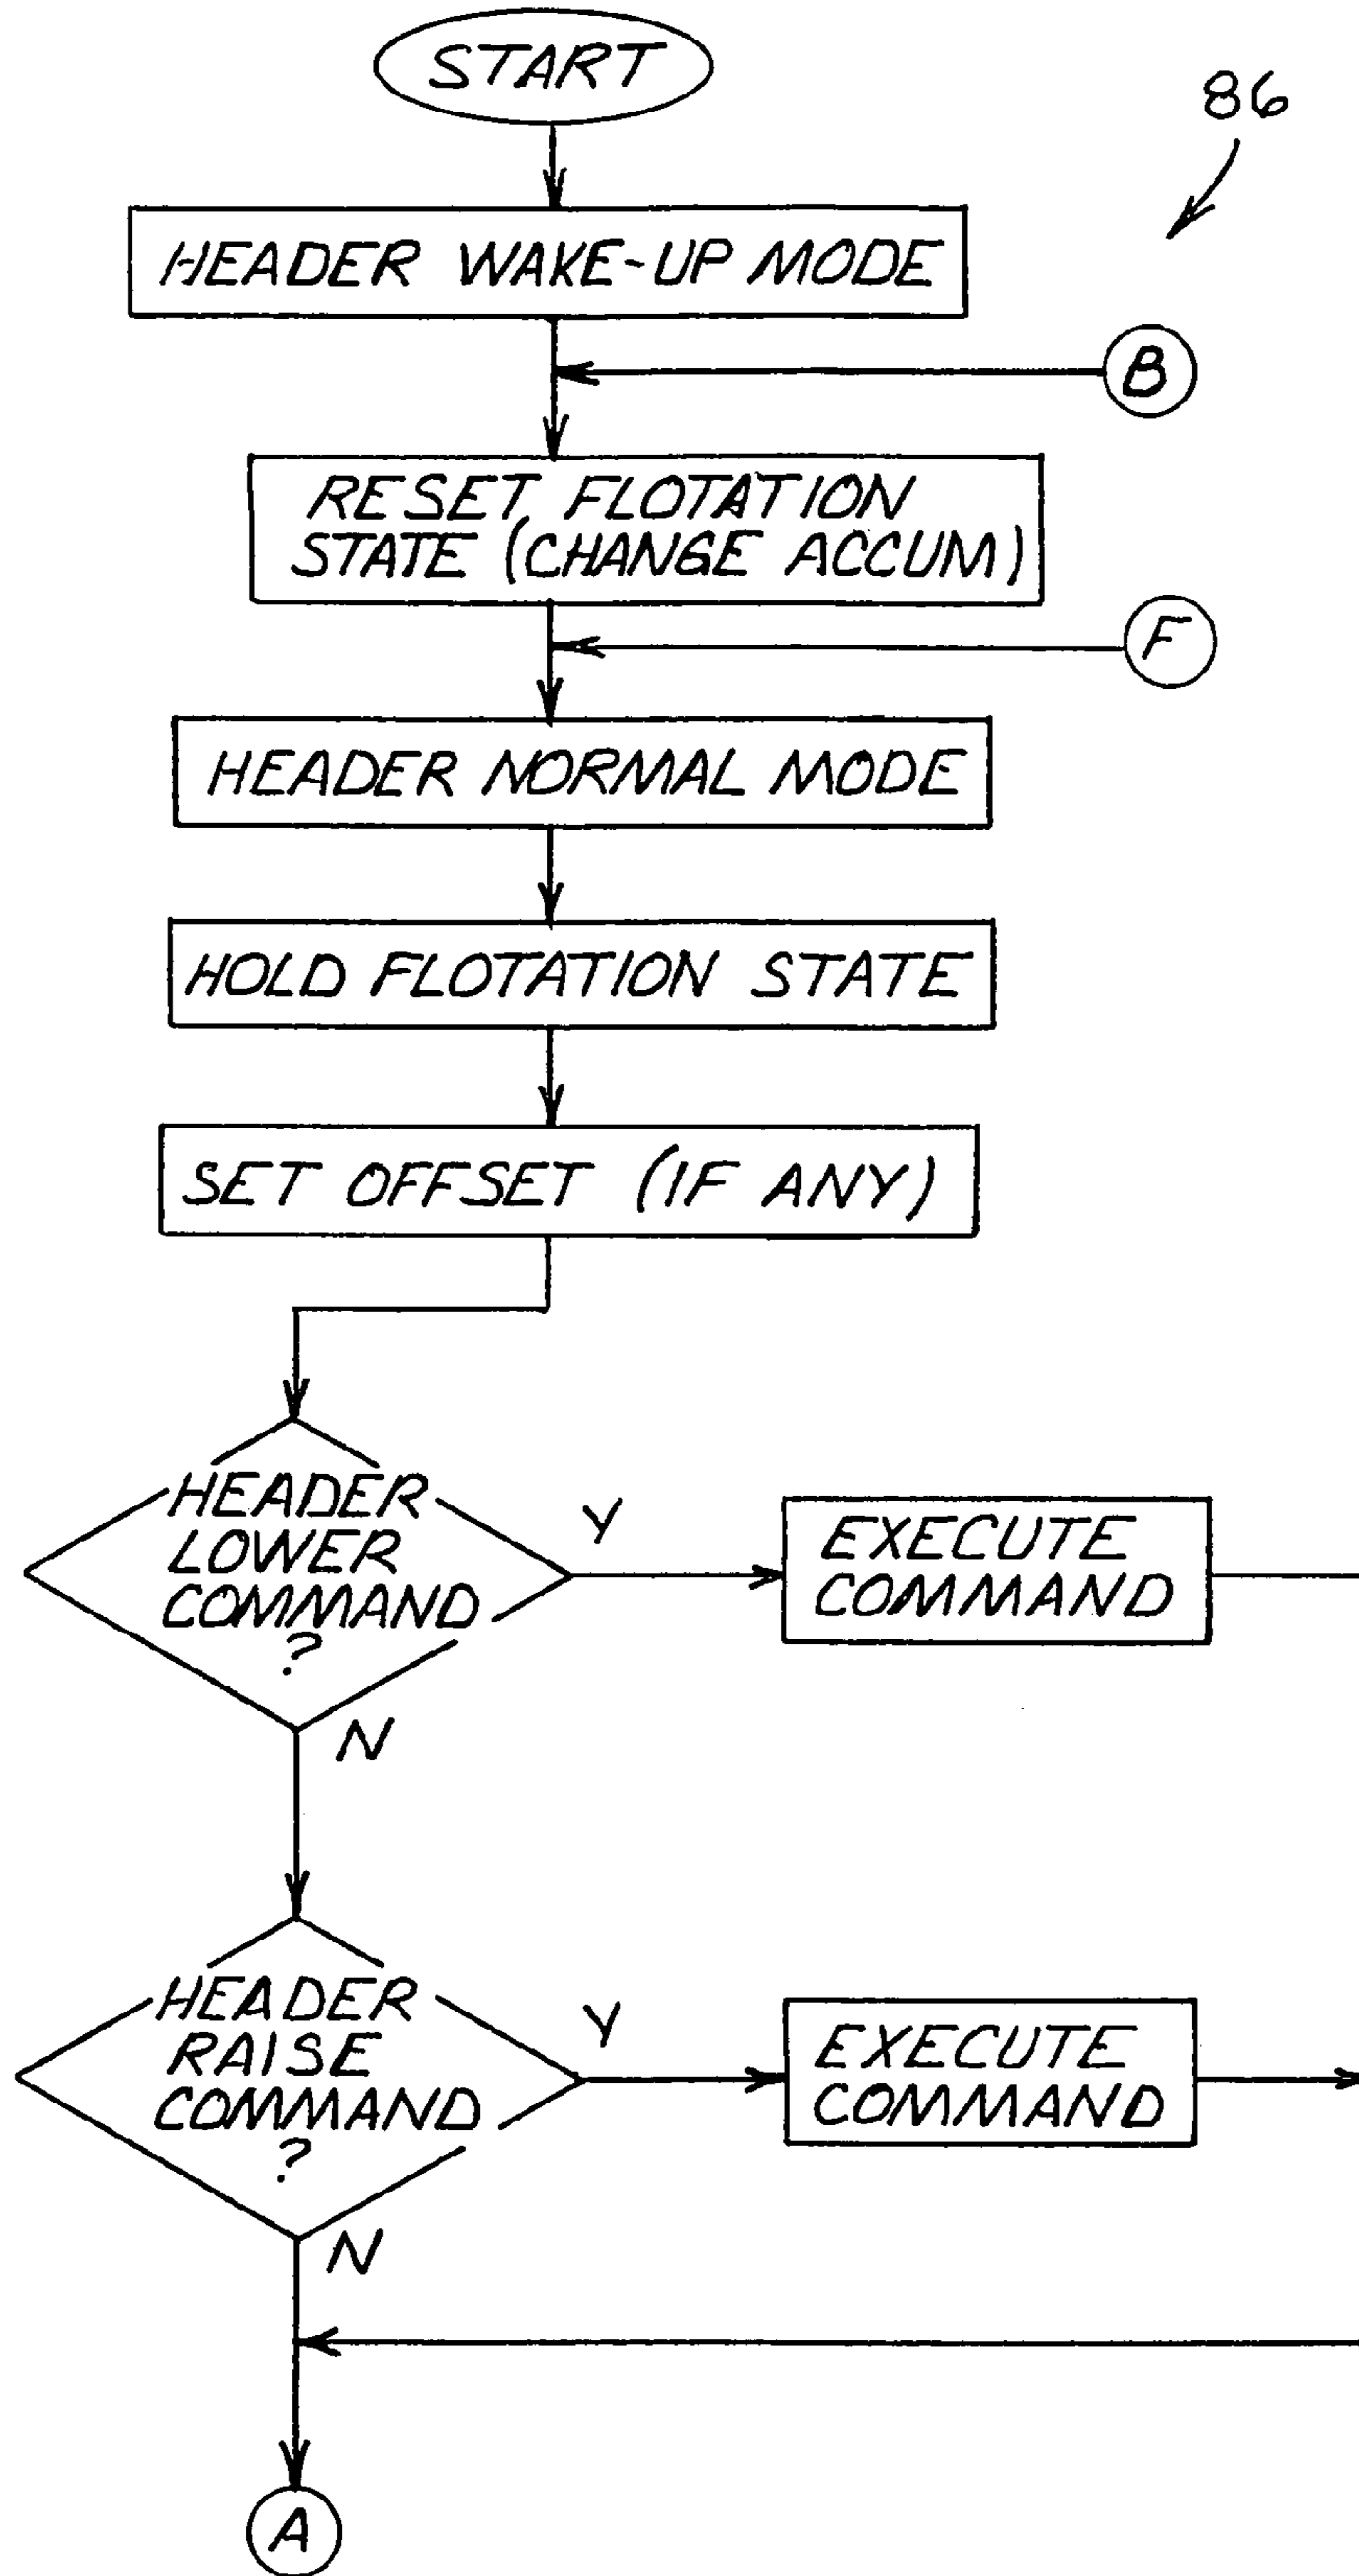 START
86
HEADER WAKE-UP MODE
B
RESET FLOTATION
STATE (CHANGE ACCUM)
F
HEADER NORMAL MODE
HOLD FLOTATION STATE
SET OFFSET (IF ANY)
HEADER
LOWER
COMMAND
?
Y
EXECUTE
COMMAND
N
HEADER
RAISE
COMMAND
?
Y
EXECUTE
COMMAND
N
A